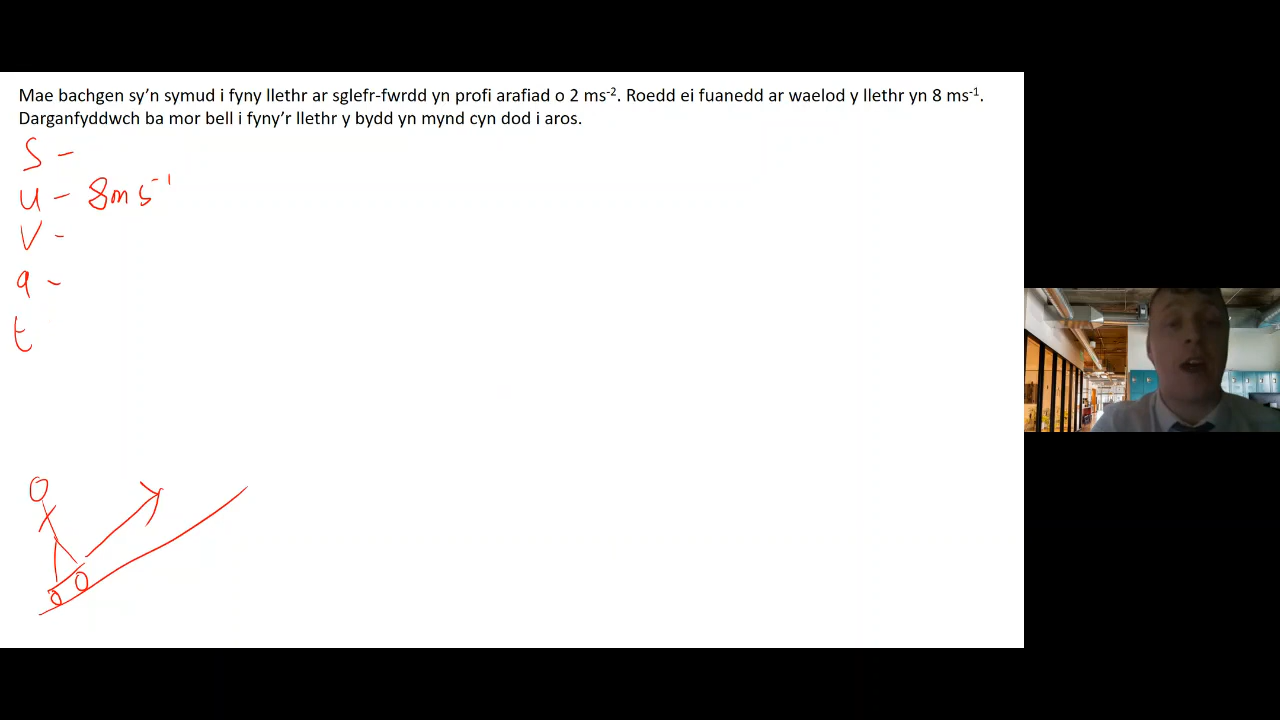 Mae bachgen sy'n symud i fyny llethr ar sglefr-fwrdd yn profi arafiad o 2 ms⁻². Roedd ei fuanedd ar waelod y llethr yn 8 ms⁻¹.
Darganfyddwch ba mor bell i fyny'r llethr y bydd yn mynd cyn dod i aros.
S -
u - 8ms⁻¹
V -
a -
t